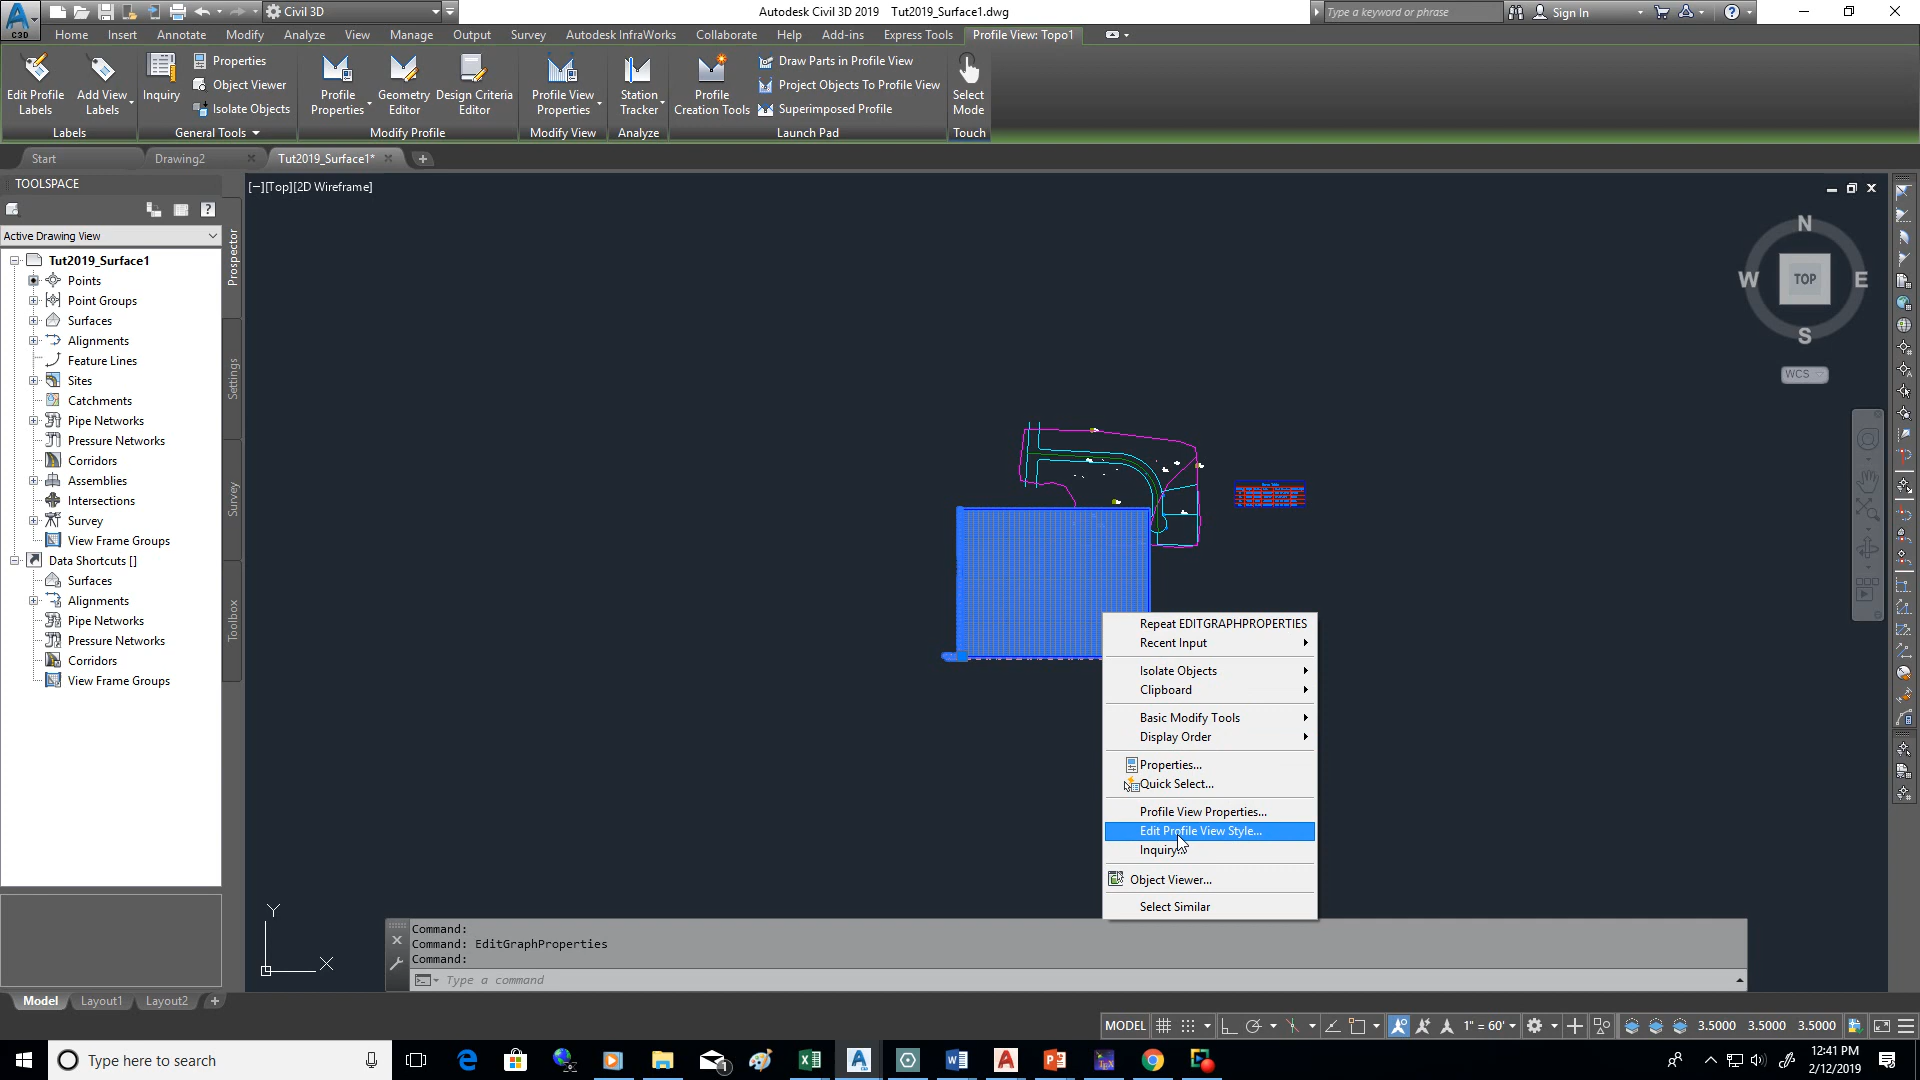 Civil 3D
Autodesk Civil 3D 2019 Tut2019_Surface1.dwg
Type a keyword or phrase
Sign In
C3D
Home Insert Annotate Modify Analyze View Manage Output Survey Autodesk InfraWorks Collaborate Help Add-ins Express Tools Profile View: Topo1
Edit Profile Labels
Add View Labels
Inquiry
Properties
Object Viewer
Isolate Objects
Profile Properties
Geometry Editor
Design Criteria Editor
Profile View Properties
Station Tracker
Profile Creation Tools
Draw Parts in Profile View
Project Objects To Profile View
Superimposed Profile
Select Mode
Labels General Tools Modify Profile Modify View Analyze Launch Pad Touch
Start Drawing2 Tut2019_Surface1*
TOOLSPACE
[−][Top][2D Wireframe]
Active Drawing View
Prospector
Settings
Survey
Toolbox
Tut2019_Surface1
Points
Point Groups
Surfaces
Alignments
Feature Lines
Sites
Catchments
Pipe Networks
Pressure Networks
Corridors
Assemblies
Intersections
Survey
View Frame Groups
Data Shortcuts []
Surfaces
Alignments
Pipe Networks
Pressure Networks
Corridors
View Frame Groups
N
W TOP E
S
WCS
Repeat EDITGRAPHPROPERTIES
Recent Input
Isolate Objects
Clipboard
Basic Modify Tools
Display Order
Properties...
Quick Select...
Profile View Properties...
Edit Profile View Style...
Inquiry...
Object Viewer...
Select Similar
Y
X
Command:
Command: EditGraphProperties
Command:
Type a command
Model Layout1 Layout2
MODEL 1" = 60' 3.5000 3.5000 3.5000
Type here to search
12:41 PM
2/12/2019